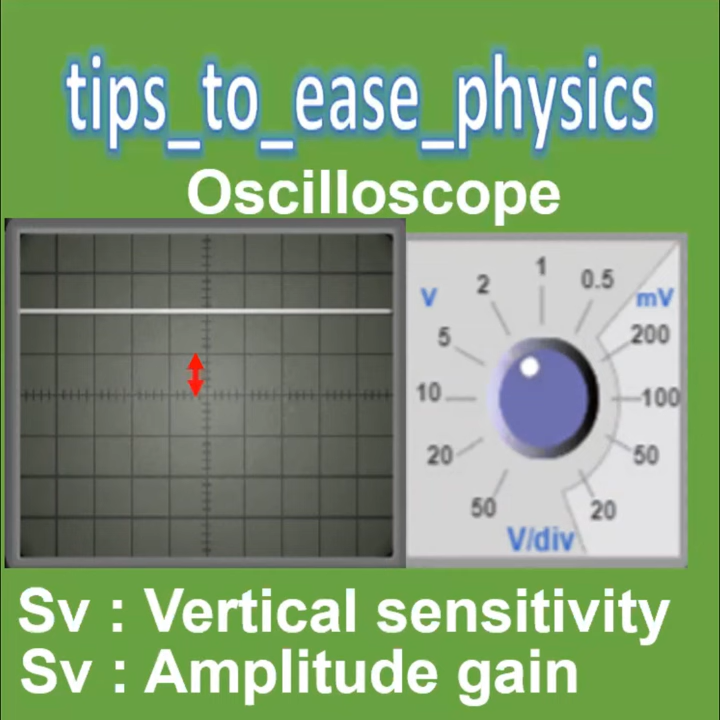 tips_to_ease_physics
Oscilloscope
1
2
0.5
V
mV
5
200
10
100
20
50
50
20
V/div
Sv : Vertical sensitivity
Sv : Amplitude gain